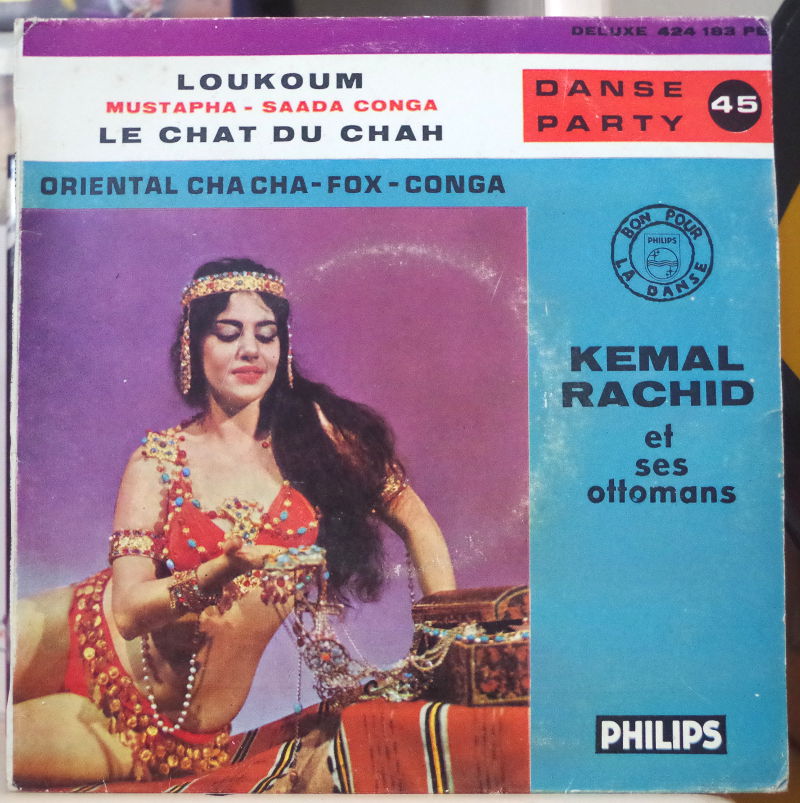 DELUXE 424 183 PE
LOUKOUM
MUSTAPHA - SAADA CONGA
LE CHAT DU CHAH
DANSE
PARTY
45
ORIENTAL CHA CHA - FOX - CONGA
BON POUR
LA DANSE
PHILIPS
KEMAL
RACHID
et
ses
ottomans
PHILIPS